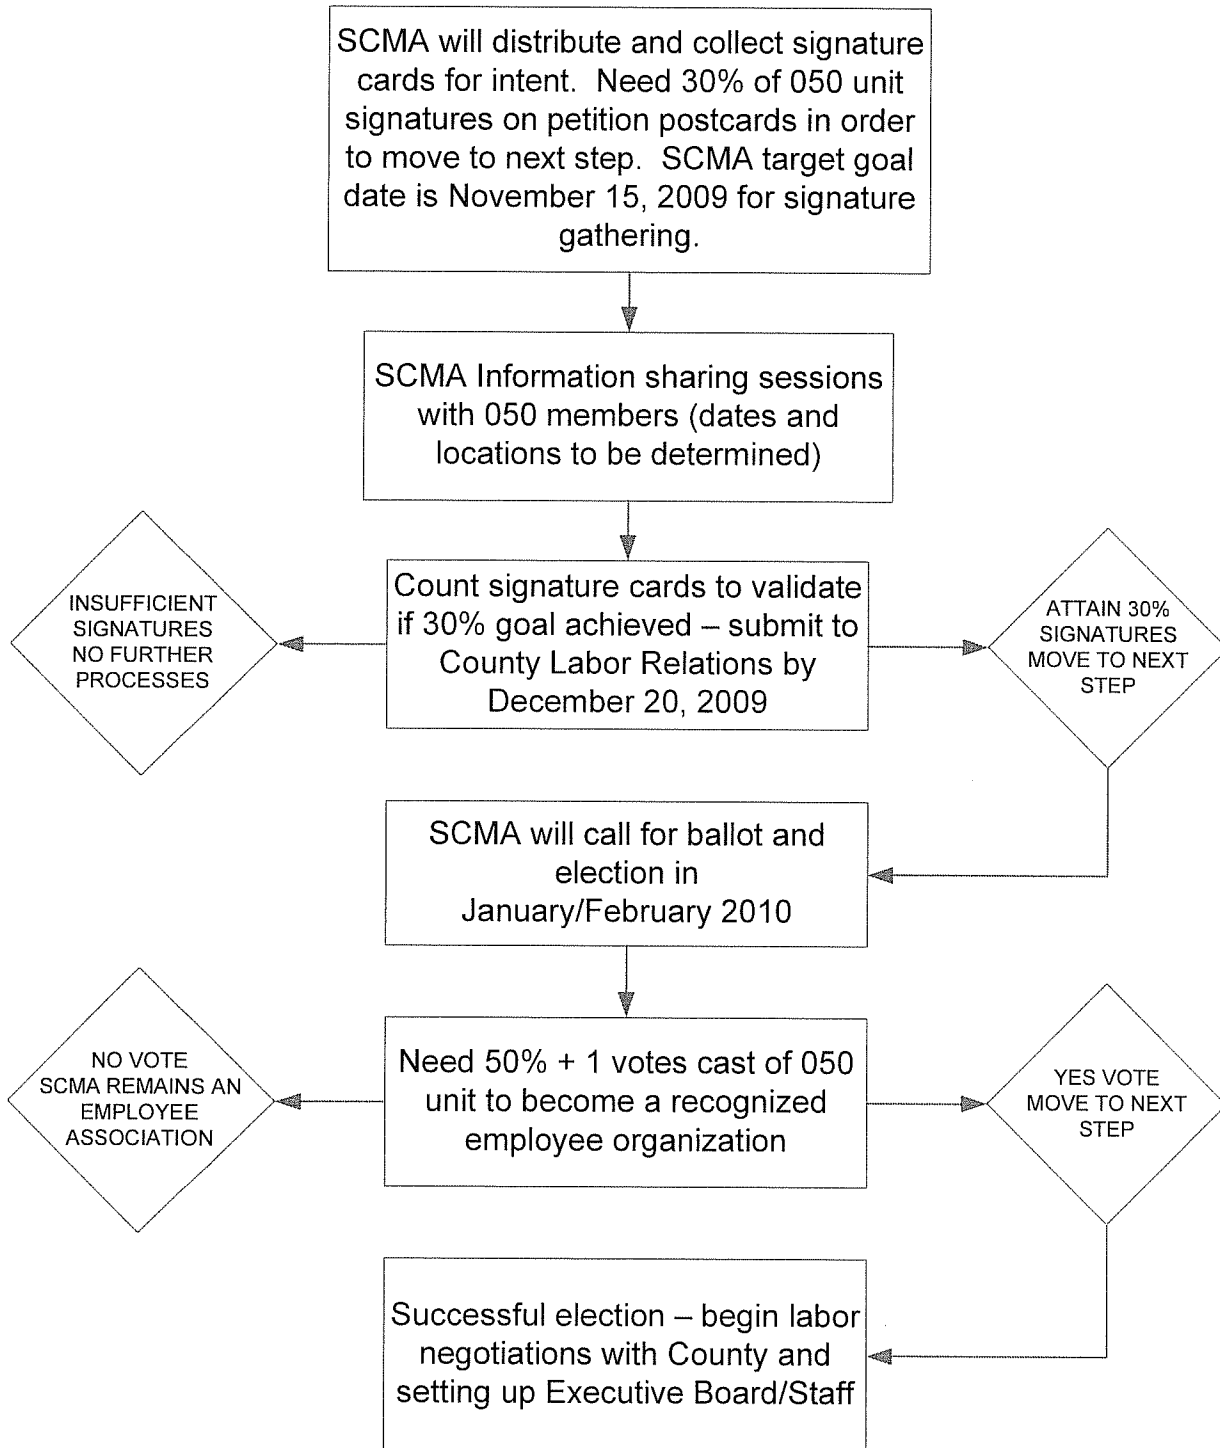 SCMA will distribute and collect signature
cards for intent.  Need 30% of 050 unit
signatures on petition postcards in order
to move to next step.  SCMA target goal
date is November 15, 2009 for signature
gathering.
SCMA Information sharing sessions
with 050 members (dates and
locations to be determined)
INSUFFICIENT
SIGNATURES
NO FURTHER
PROCESSES
Count signature cards to validate
if 30% goal achieved – submit to
County Labor Relations by
December 20, 2009
ATTAIN 30%
SIGNATURES
MOVE TO NEXT
STEP
SCMA will call for ballot and
election in
January/February 2010
NO VOTE
SCMA REMAINS AN
EMPLOYEE
ASSOCIATION
Need 50% + 1 votes cast of 050
unit to become a recognized
employee organization
YES VOTE
MOVE TO NEXT
STEP
Successful election – begin labor
negotiations with County and
setting up Executive Board/Staff